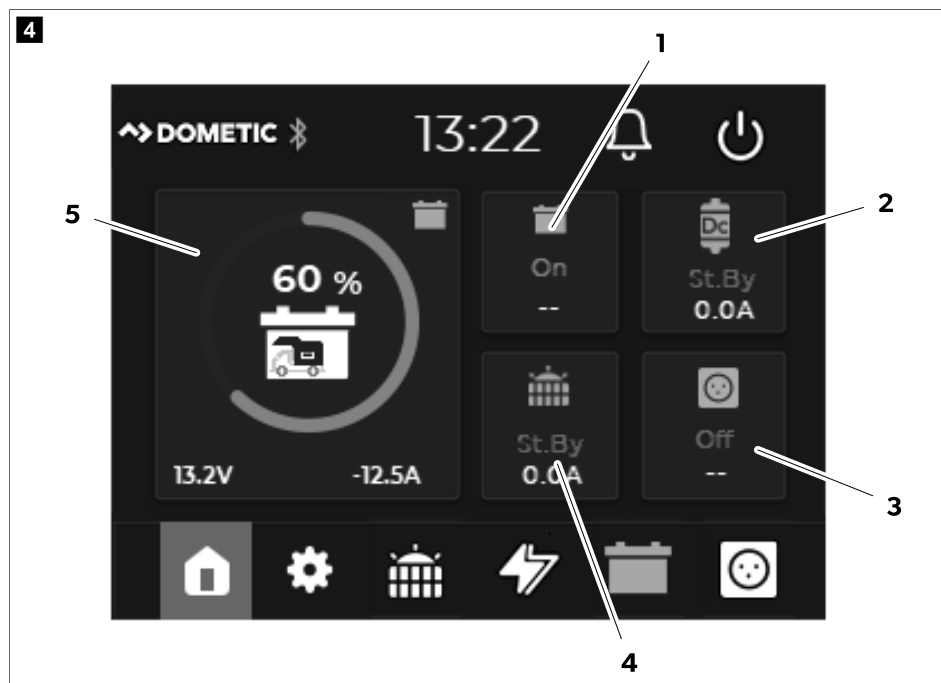 4
1
DOMETIC 13:22
5
2
60 %
On
--
Dc
St.By
0.0A
St.By
0.0A
Off
--
13.2V -12.5A
3
4